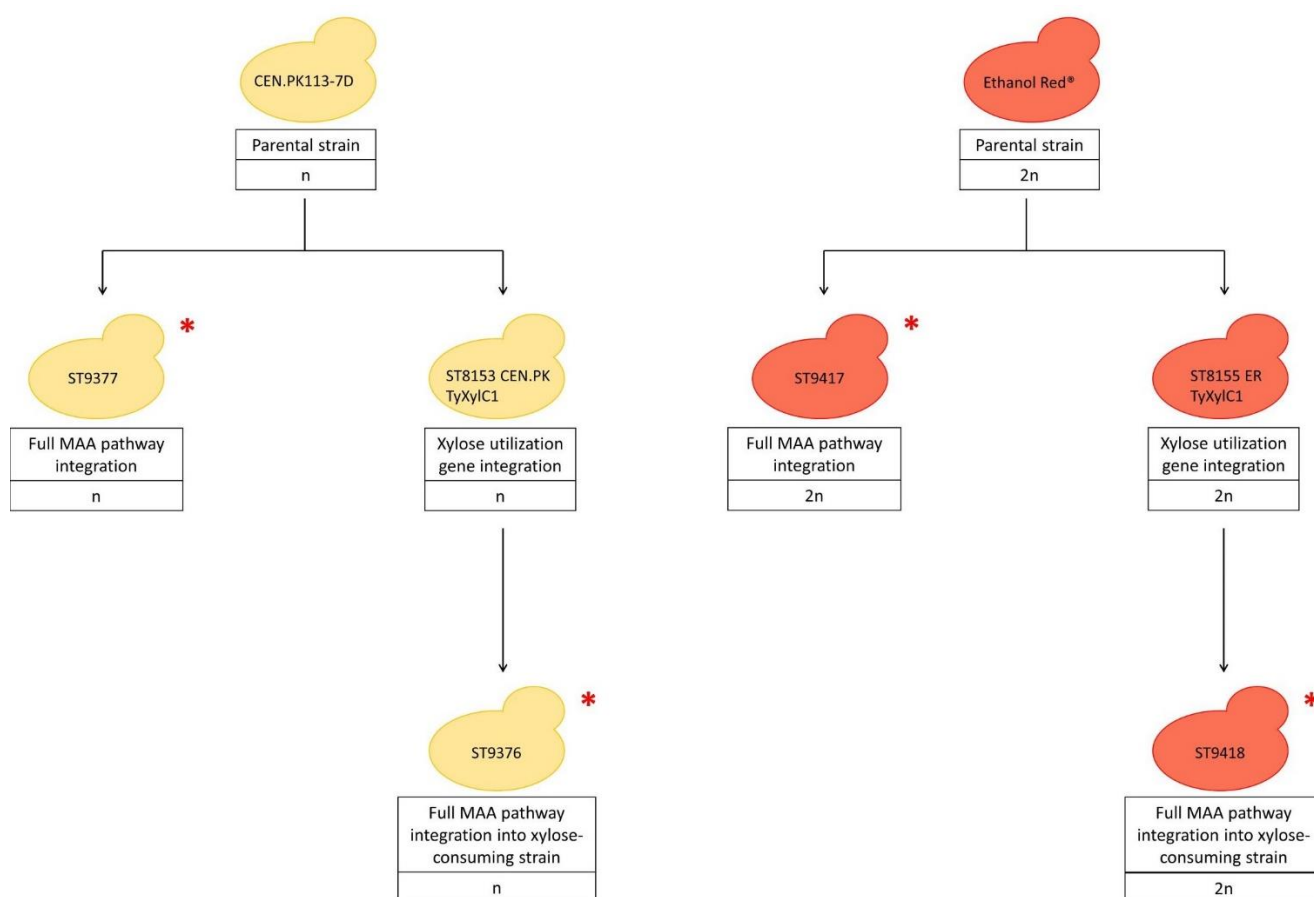 CEN.PK113-7D
Parental strain
n
Ethanol Red®
Parental strain
2n
*
ST9377
Full MAA pathway
integration
n
ST8153 CEN.PK
TyXylC1
Xylose utilization
gene integration
n
*
ST9417
Full MAA pathway
integration
2n
ST8155 ER
TyXylC1
Xylose utilization
gene integration
2n
*
ST9376
Full MAA pathway
integration into xylose-
consuming strain
n
*
ST9418
Full MAA pathway
integration into xylose-
consuming strain
2n